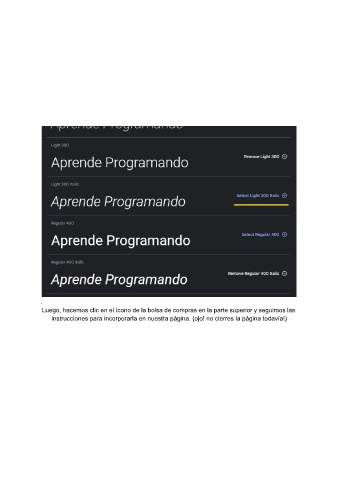 Aprende Programando
Light 300
Aprende Programando
Remove Light 300
Light 300 Italic
Aprende Programando
Select Light 300 Italic
Regular 400
Aprende Programando
Select Regular 400
Regular 400 Italic
Aprende Programando
Remove Regular 400 Italic
Luego, hacemos clic en el ícono de la bolsa de compras en la parte superior y seguimos las
instrucciones para incorporarla en nuestra página. (ojo! no cierres la página todavía!)